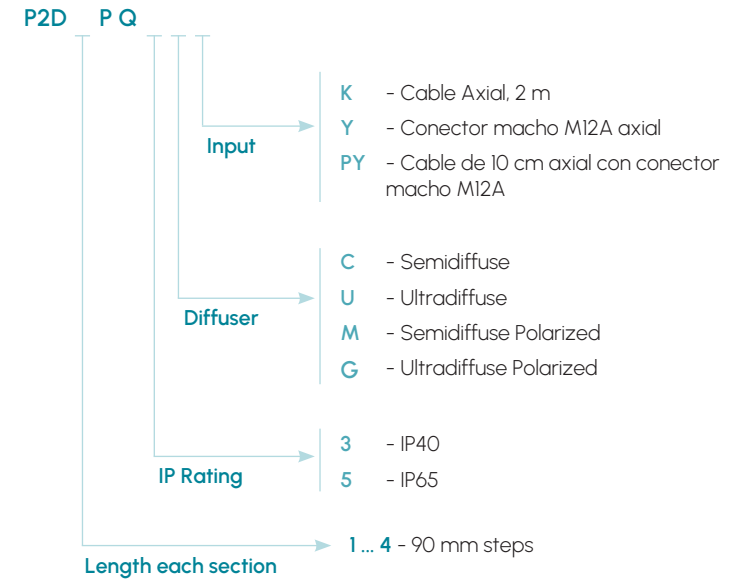 P2D P Q
K - Cable Axial, 2 m
Y - Conector macho M12A axial
Input
PY - Cable de 10 cm axial con conector
macho M12A
C - Semidiffuse
U - Ultradiffuse
Diffuser
M - Semidiffuse Polarized
G - Ultradiffuse Polarized
3 - IP40
IP Rating
5 - IP65
1 ... 4 - 90 mm steps
Length each section